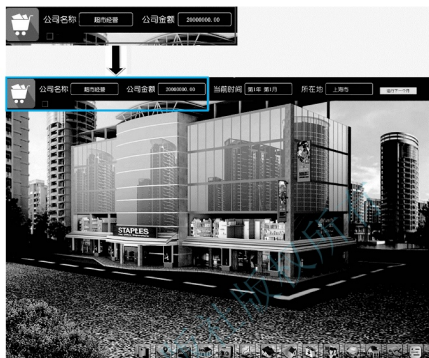 公司名称 超市经营 公司金额 20000000.00
公司名称 超市经营 公司金额 20000000.00 当前时间 第1年 第1月 所在地 上海市
STAPLES